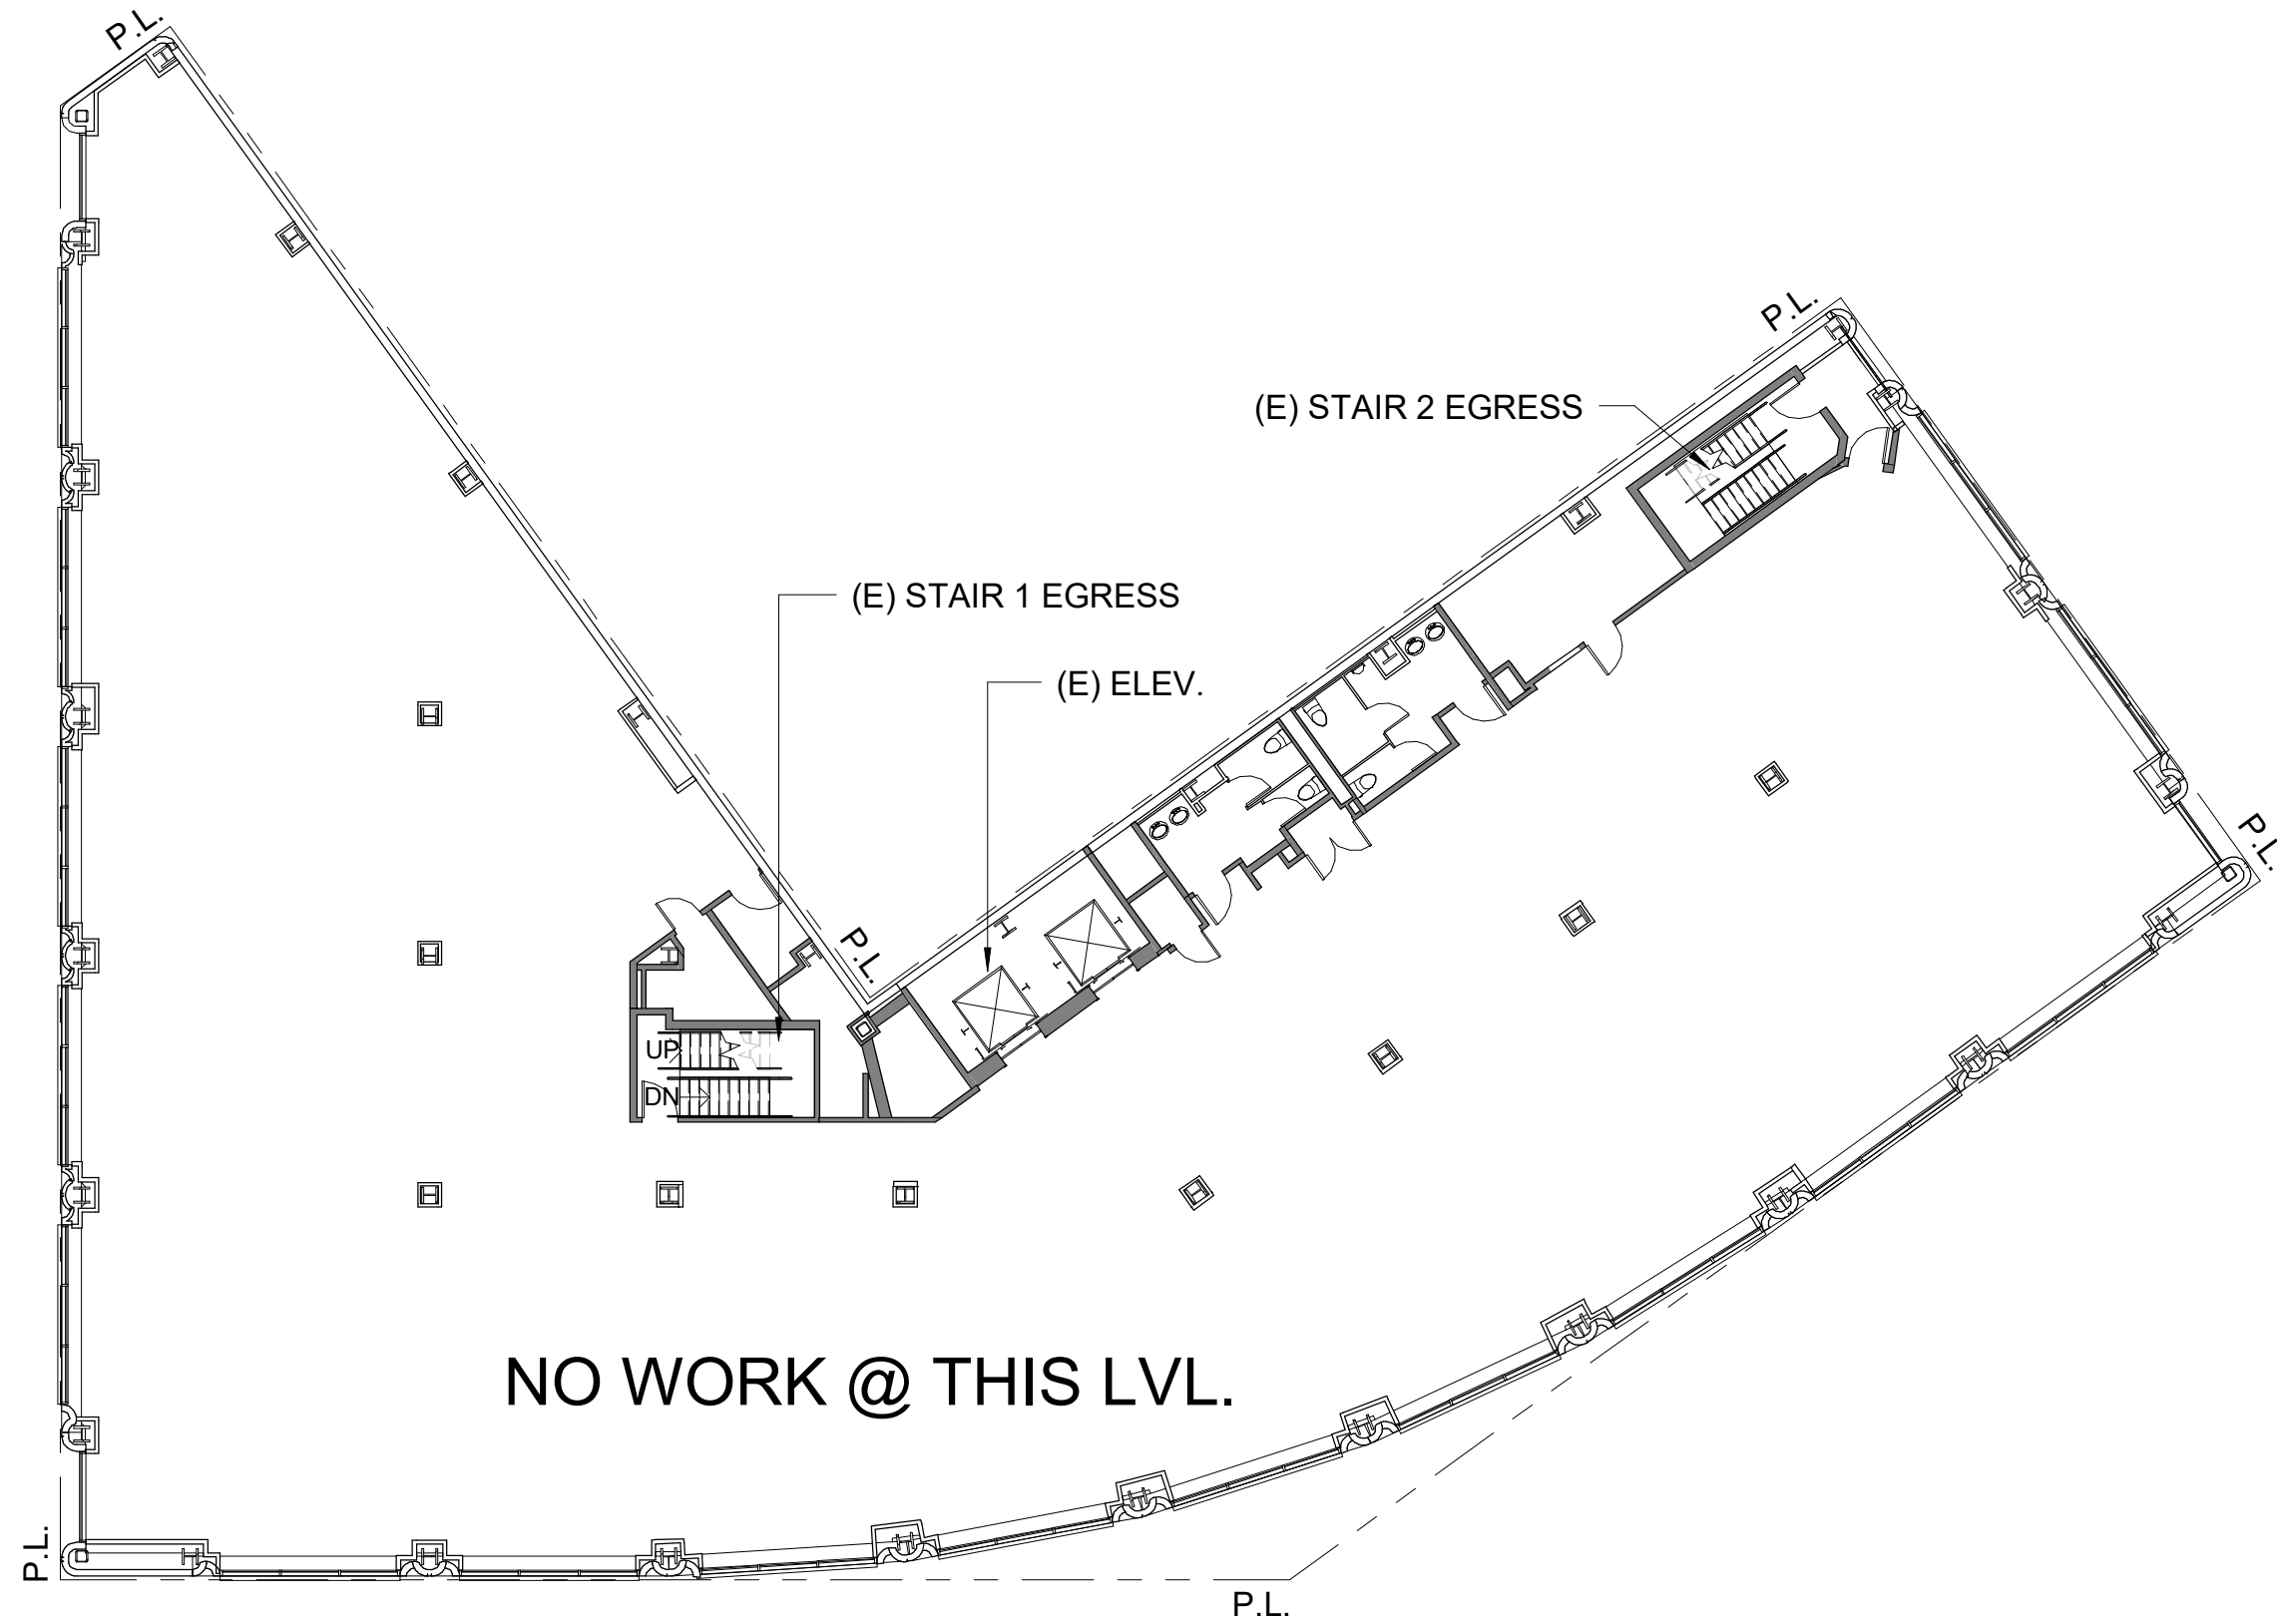 P.L.
P.L.
(E) STAIR 2 EGRESS
(E) STAIR 1 EGRESS
(E) ELEV.
P.L.
P.L.
UP
DN
NO WORK @ THIS LVL.
P.L.
P.L.